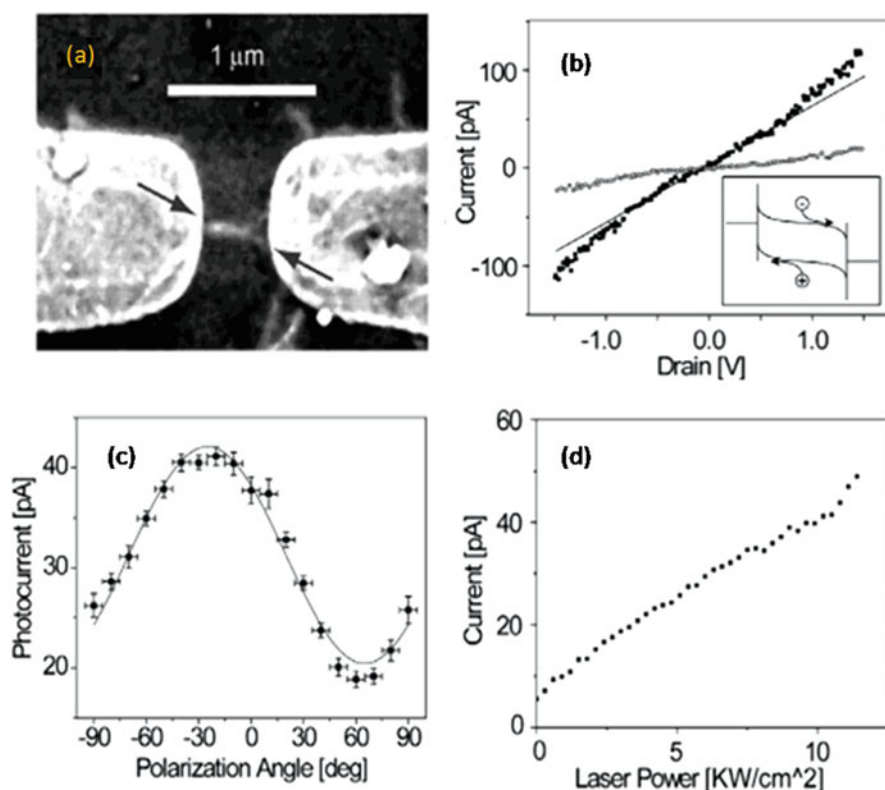 (a)
1 μm
(b)
Current [pA]
100
0
-100
-1.0
0.0
1.0
Drain [V]
-
+
(c)
Photocurrent [pA]
40
30
20
-90
-60
-30
0
30
60
90
Polarization Angle [deg]
(d)
Current [pA]
60
40
20
0
0
5
10
Laser Power [KW/cm^2]